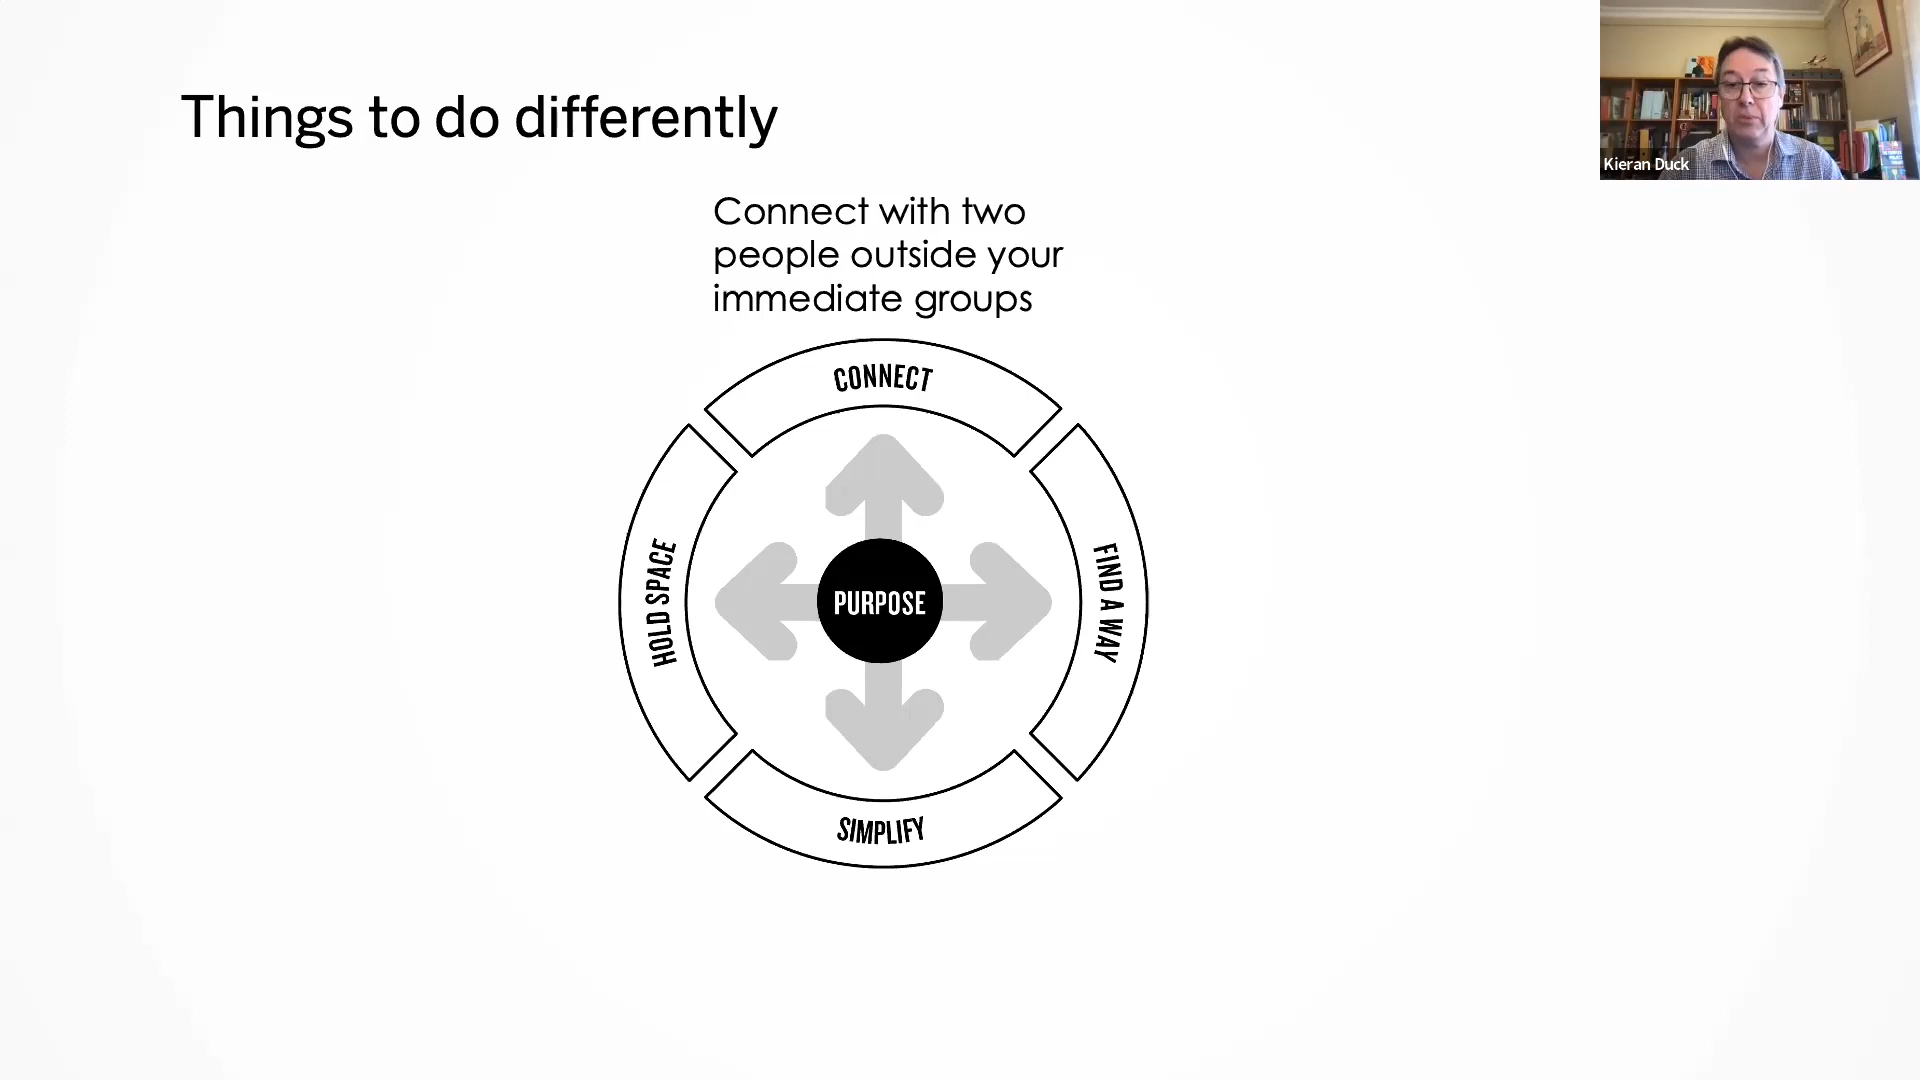 Things to do differently
Kieran Duck
Connect with two
people outside your
immediate groups
CONNECT
HOLD SPACE
PURPOSE
FIND A WAY
SIMPLIFY